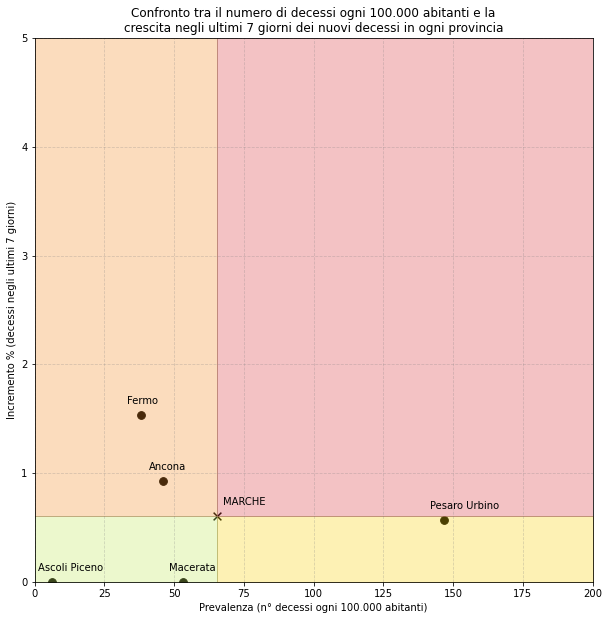 Confronto tra il numero di decessi ogni 100.000 abitanti e la
crescita negli ultimi 7 giorni dei nuovi decessi in ogni provincia
5
4
3
2
1
0
Incremento % (decessi negli ultimi 7 giorni)
Fermo
Ancona
MARCHE
Pesaro Urbino
Ascoli Piceno
Macerata
0 25 50 75 100 125 150 175 200
Prevalenza (n° decessi ogni 100.000 abitanti)